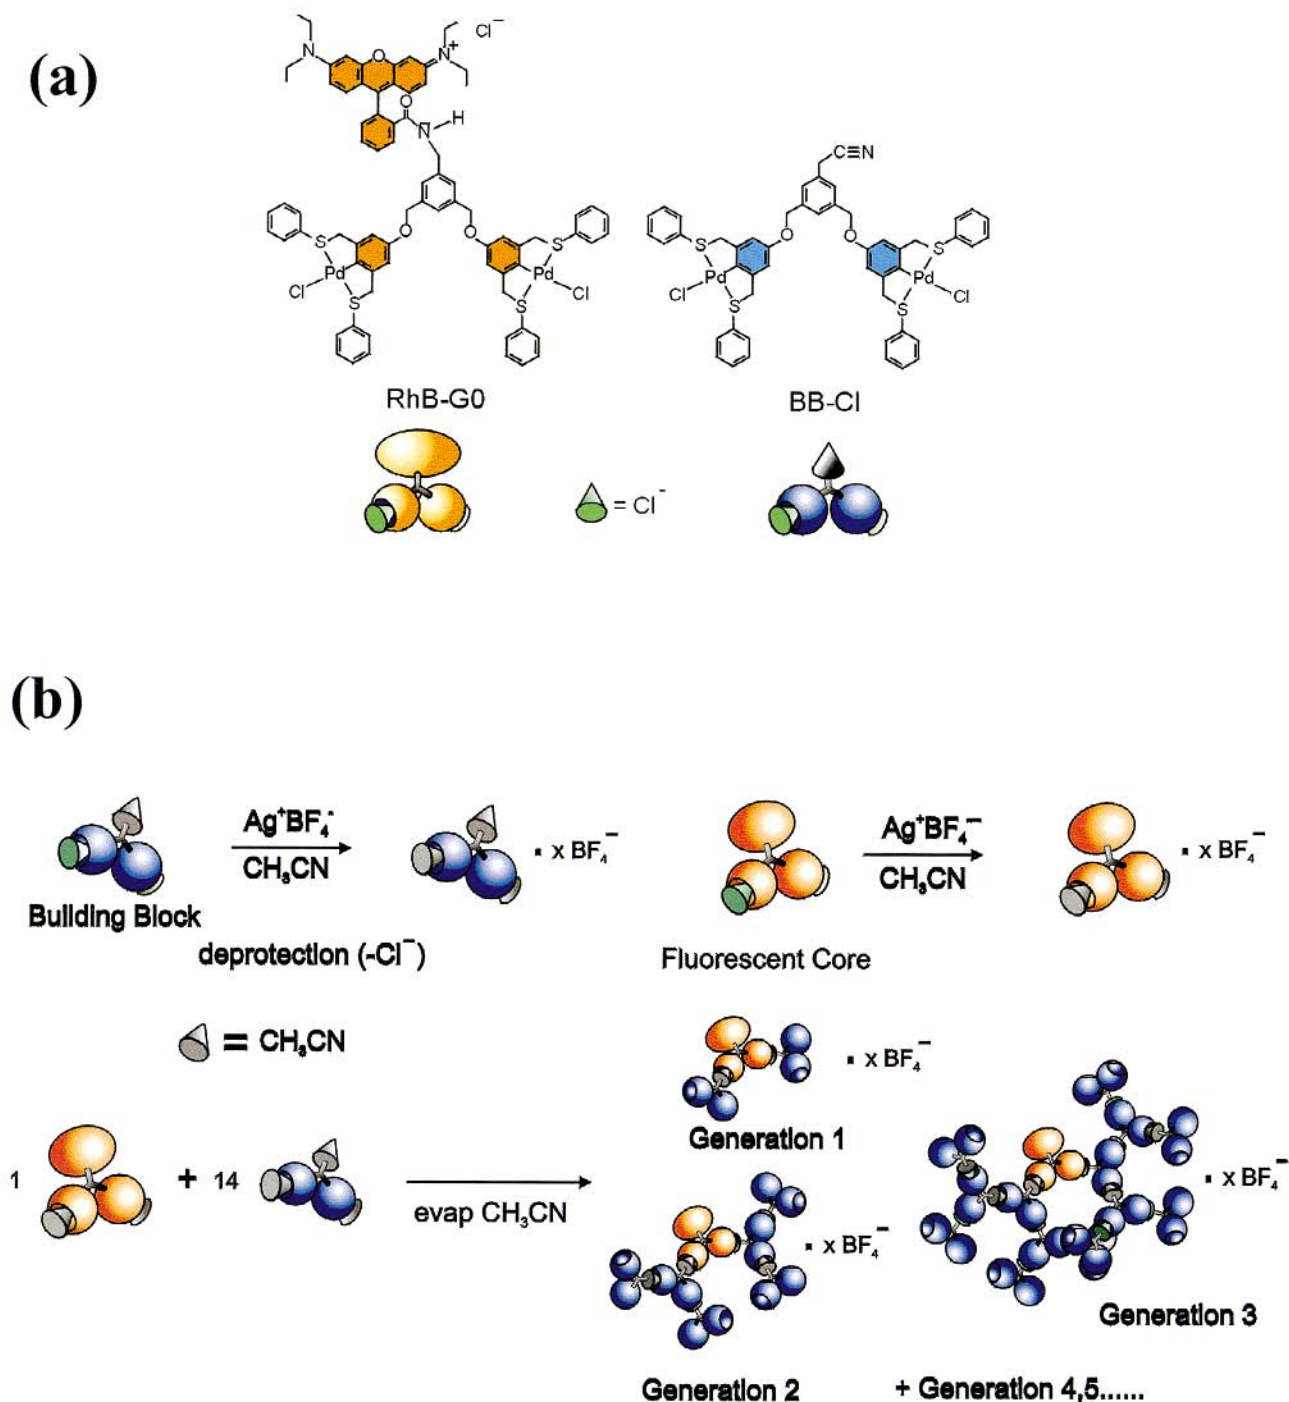 (a)
Cl⁻
N
O
N⁺
O
N
H
C≡N
S
O
O
S
S
O
O
S
Pd
Pd
Pd
Pd
Cl
S
S
Cl
Cl
S
S
Cl
RhB-G0
BB-Cl
= Cl⁻
(b)
Ag⁺BF₄⁻
CH₃CN
· x BF₄⁻
Ag⁺BF₄⁻
CH₃CN
· x BF₄⁻
Building Block
deprotection (-Cl⁻)
Fluorescent Core
= CH₃CN
· x BF₄⁻
Generation 1
1
+ 14
evap CH₃CN
· x BF₄⁻
· x BF₄⁻
Generation 3
Generation 2
+ Generation 4,5......